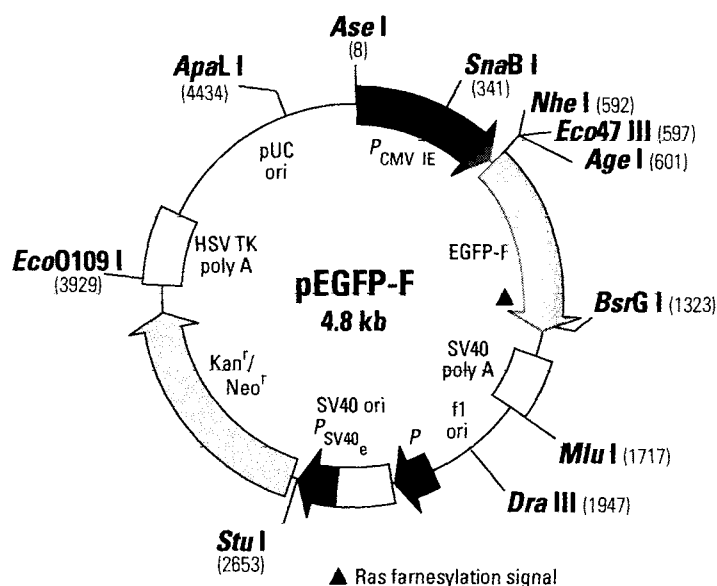 Ase I
(8)
SnaB I
(341)
ApaL I
(4434)
Nhe I (592)
Eco47 III (597)
Age I (601)
pUC
ori
P CMV IE
EGFP-F
HSV TK
poly A
EcoO109 I
(3929)
pEGFP-F
4.8 kb
BsrG I (1323)
SV40
poly A
Kanr/
Neor
SV40 ori
P SV40e
P
f1
ori
Mlu I (1717)
Dra III (1947)
Stu I
(2653)
▲ Ras farnesylation signal